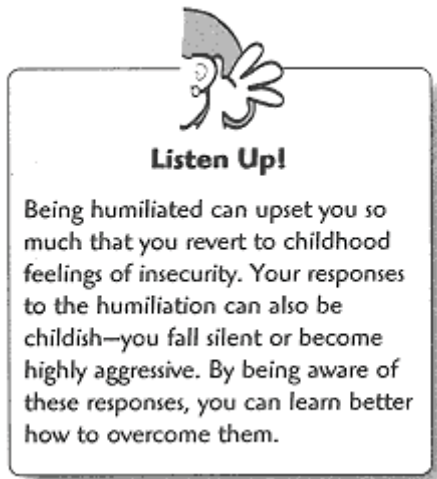 Listen Up!
Being humiliated can upset you so
much that you revert to childhood
feelings of insecurity. Your responses
to the humiliation can also be
childish—you fall silent or become
highly aggressive. By being aware of
these responses, you can learn better
how to overcome them.